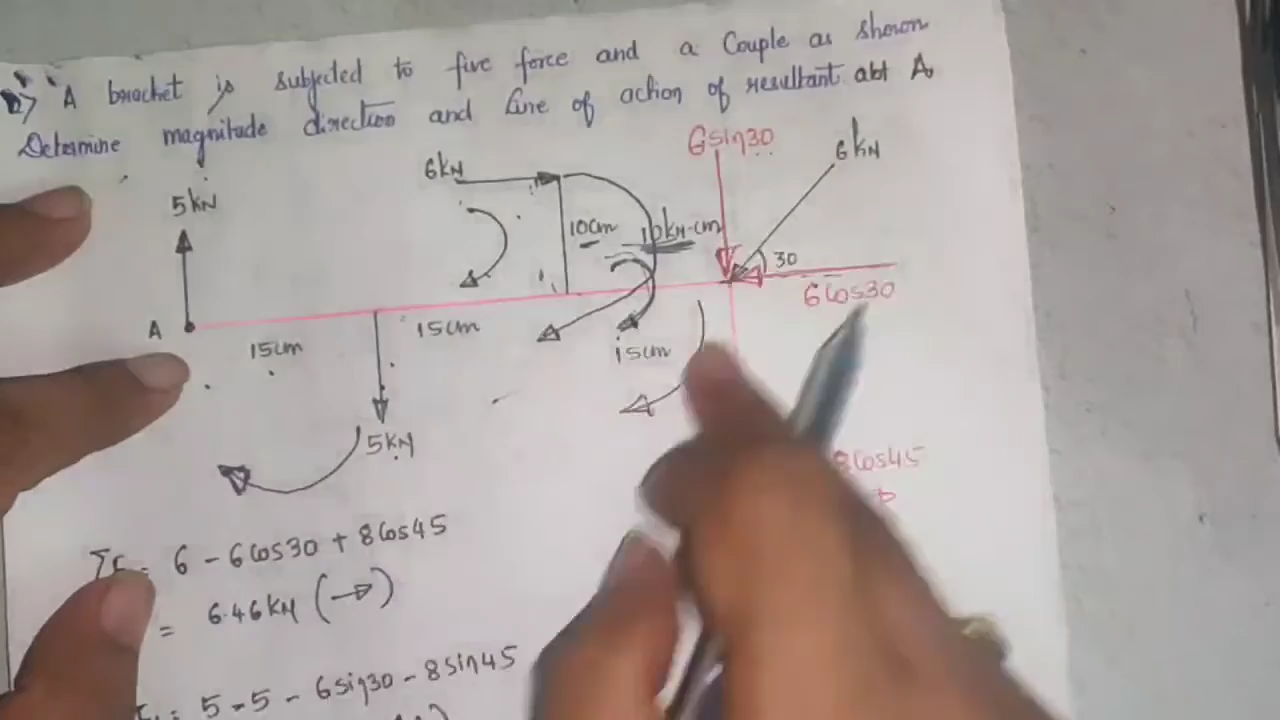 "A bracket is subjected to five force and a Couple as shown
Determine magnitude direction and Line of action of resultant abt A.
6sin30
6kN
6kN
5kN
10cm
10kN-cm
30
6Cos30
A
15cm
15cm
15cm
5kN
8Cos45
= 6 - 6Cos30 + 8Cos45
= 6.46kN (→)
= 5-5 - 6sin30 - 8sin45